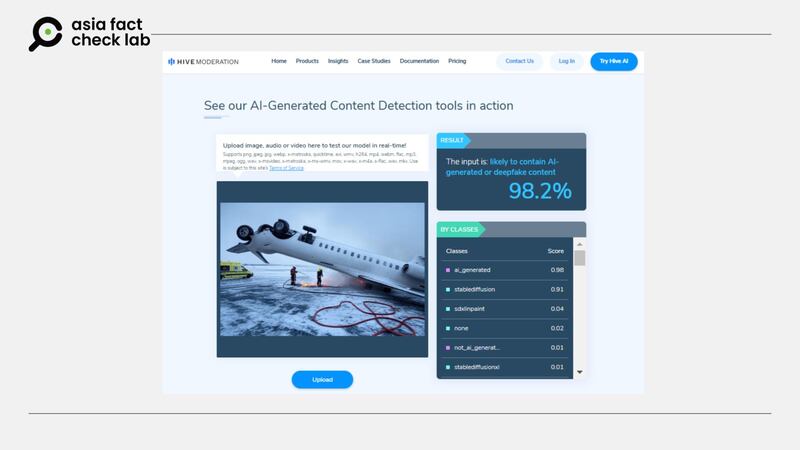 asia fact
check lab
HIVE MODERATION
Home
Products
Insights
Case Studies
Documentation
Pricing
Contact Us
Log In
Try Hive AI
See our AI-Generated Content Detection tools in action
Upload image, audio or video here to test our model in real-time!
Supports png, jpeg, jpg, webp, x-matroska, quicktime, avi, wmv, h264, mp4, webm, flac, mp3,
mpeg, ogg, wav, x-msvideo, x-matroska, x-ms-wmv, mov, x-wav, x-m4a, x-flac, wav, mkv. Use
is subject to this site's Terms of Service
Upload
RESULT
The input is: likely to contain AI-
generated or deepfake content
98.2%
BY CLASSES
Classes Score
ai_generated 0.98
stablediffusion 0.91
sdxlinpaint 0.04
none 0.02
not_ai_generat... 0.01
stablediffusionxl 0.01